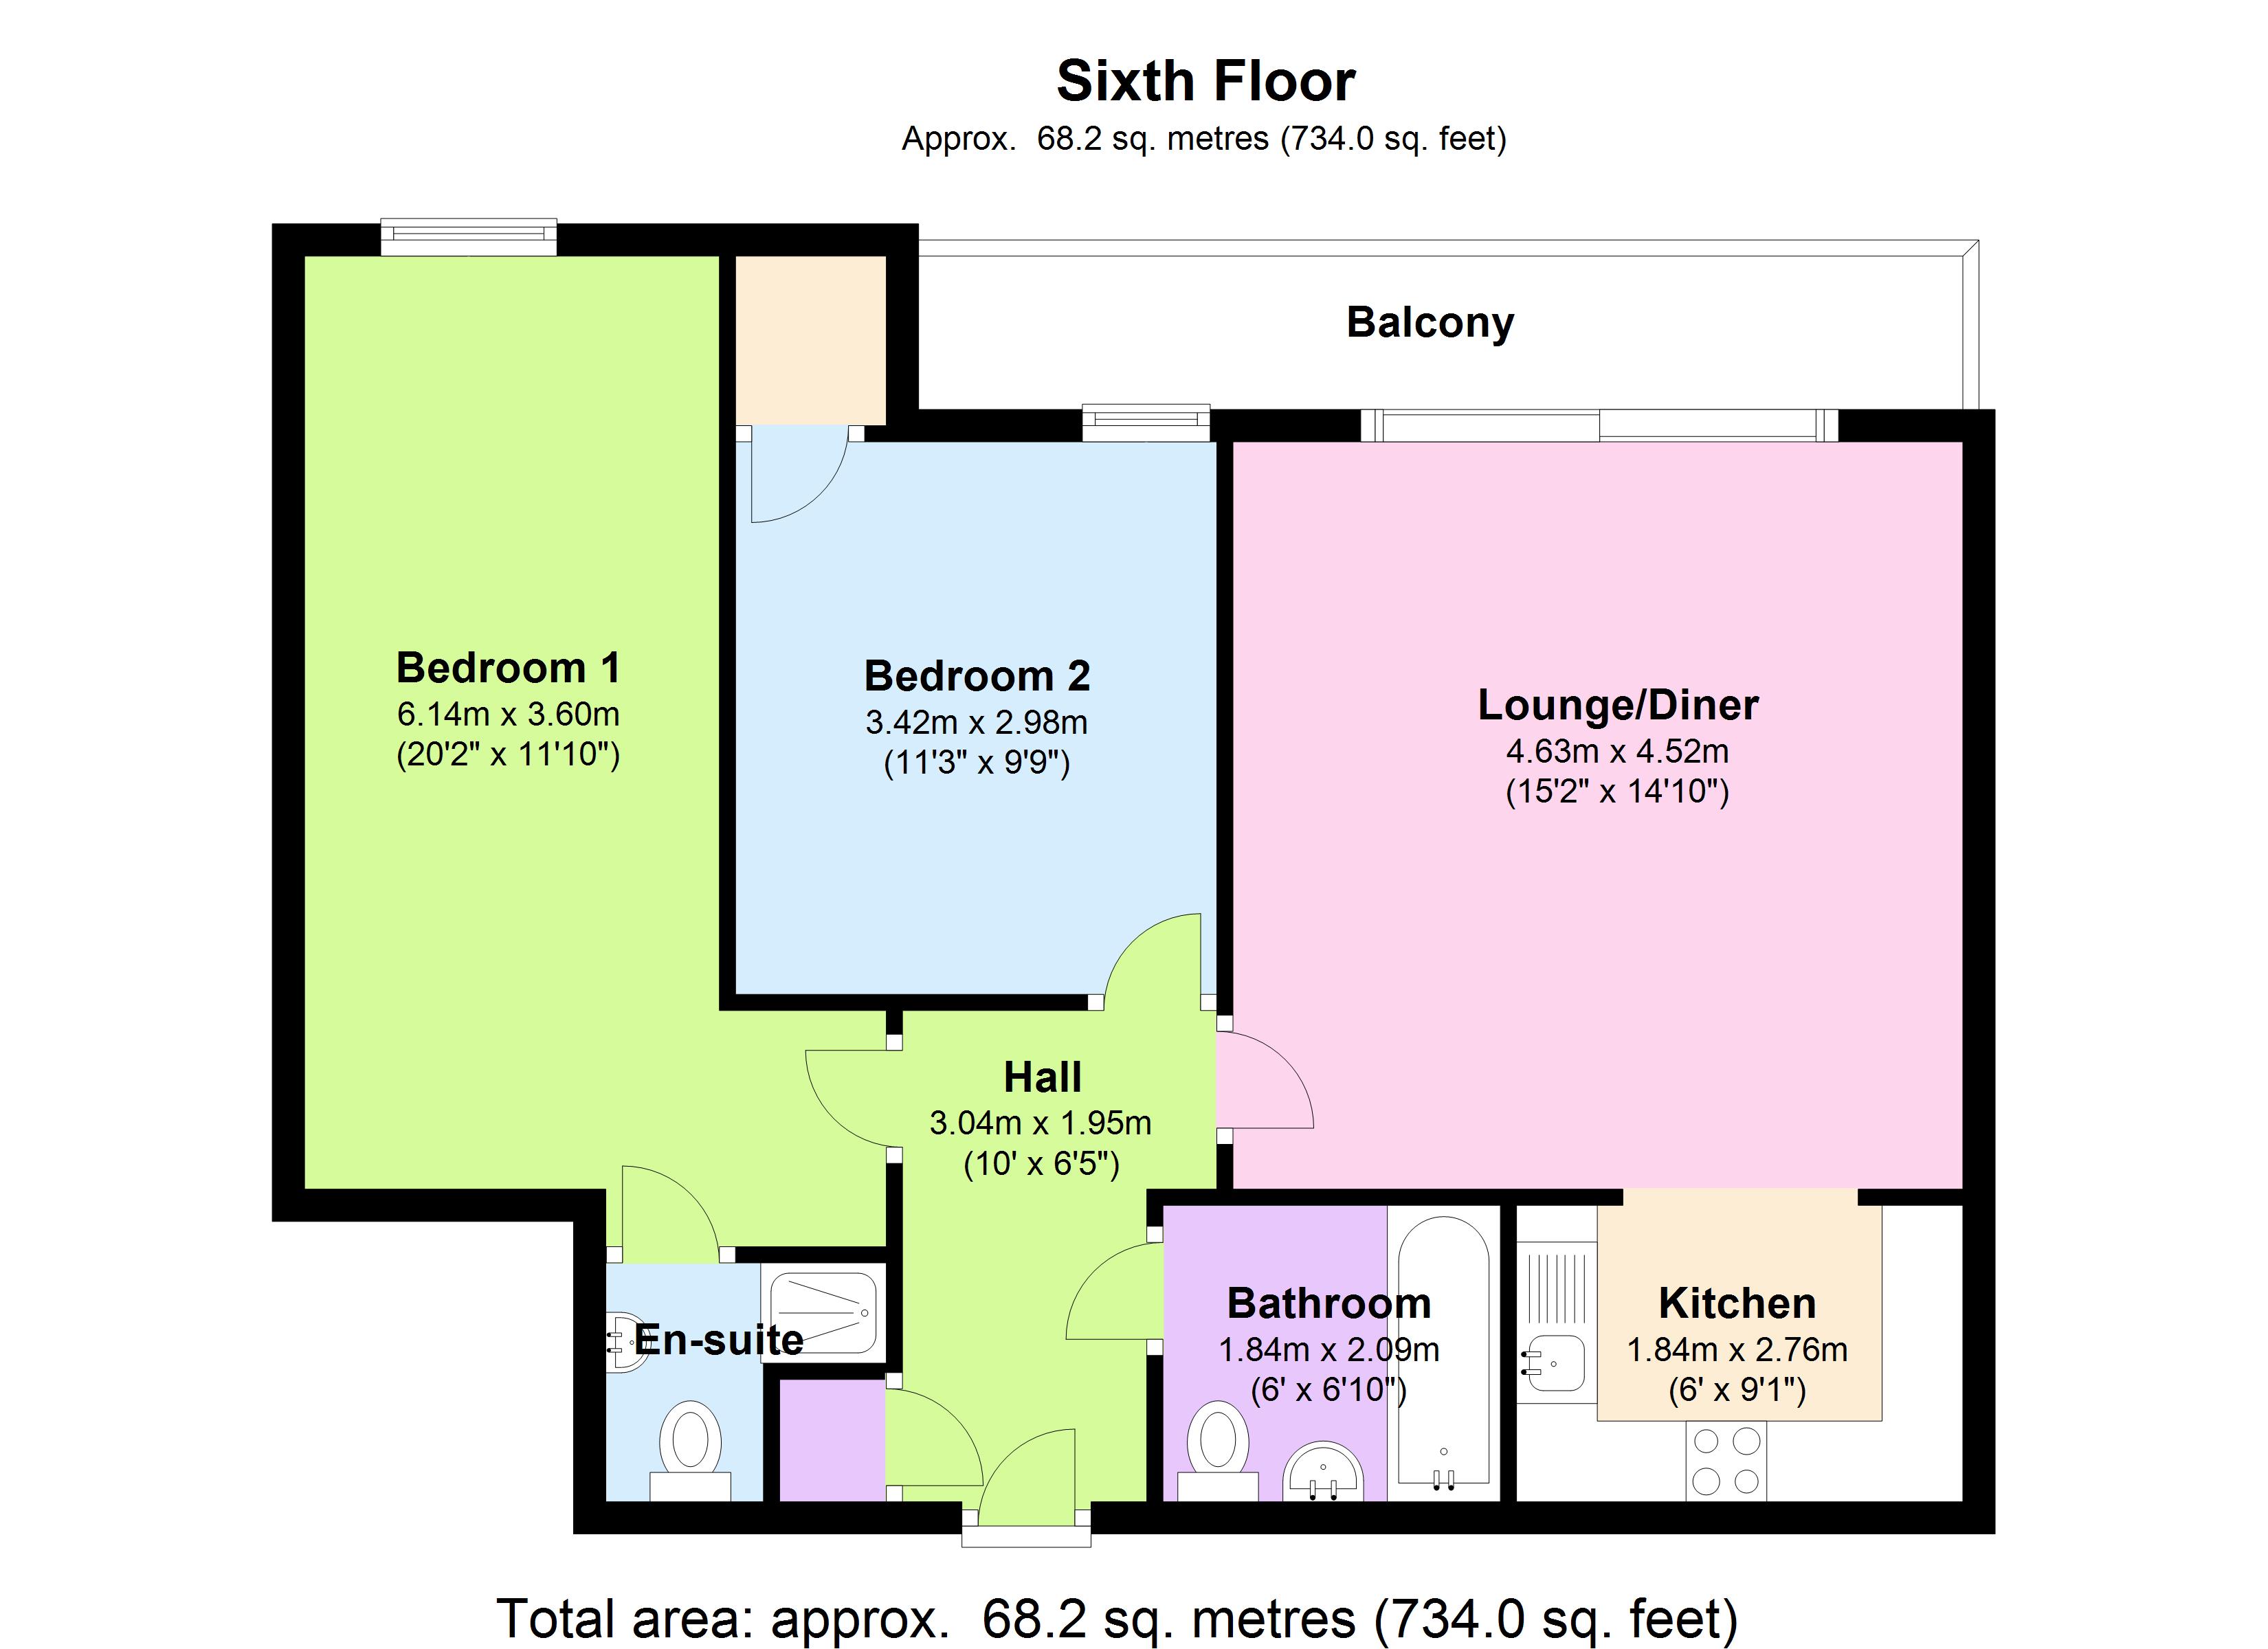 Sixth Floor
Approx.  68.2 sq. metres (734.0 sq. feet)
Balcony
Bedroom 1
6.14m x 3.60m
(20'2" x 11'10")
Bedroom 2
3.42m x 2.98m
(11'3" x 9'9")
Lounge/Diner
4.63m x 4.52m
(15'2" x 14'10")
Hall
3.04m x 1.95m
(10' x 6'5")
En-suite
Bathroom
1.84m x 2.09m
(6' x 6'10")
Kitchen
1.84m x 2.76m
(6' x 9'1")
Total area: approx.  68.2 sq. metres (734.0 sq. feet)